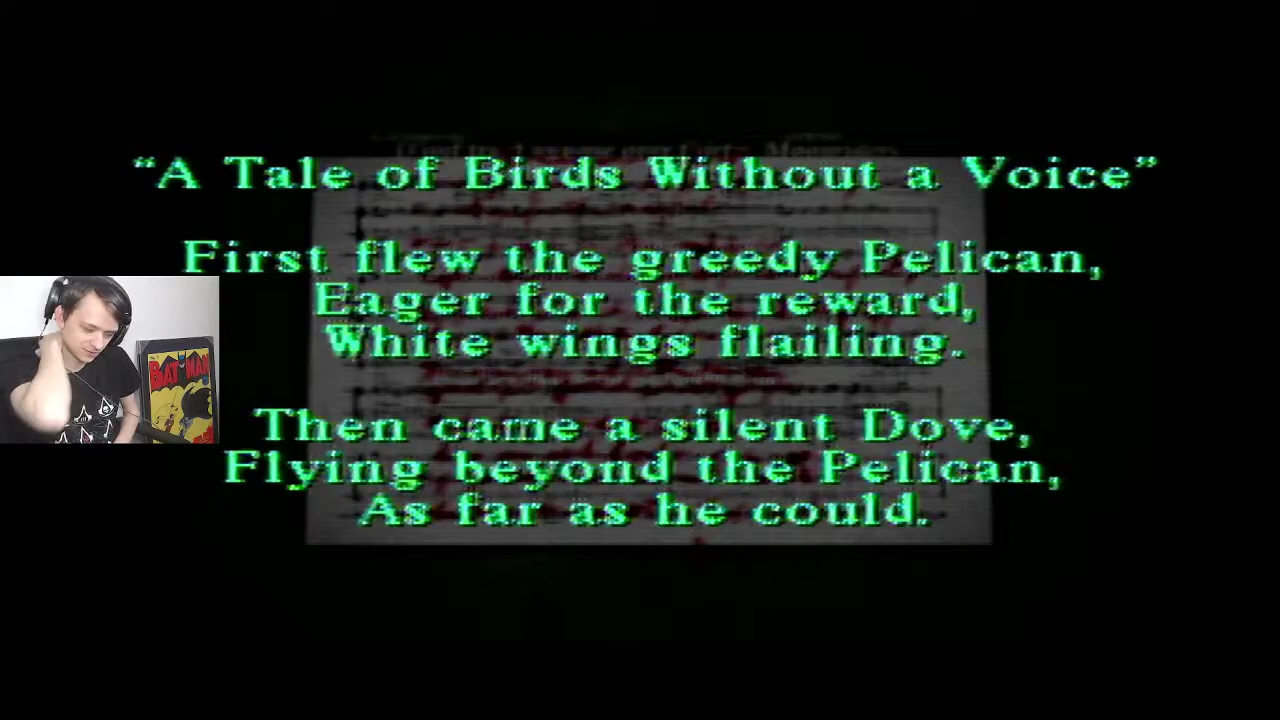 “A Tale of Birds Without a Voice”
First flew the greedy Pelican,
Eager for the reward,
White wings flailing.
Then came a silent Dove,
Flying beyond the Pelican,
As far as he could.
BATMAN